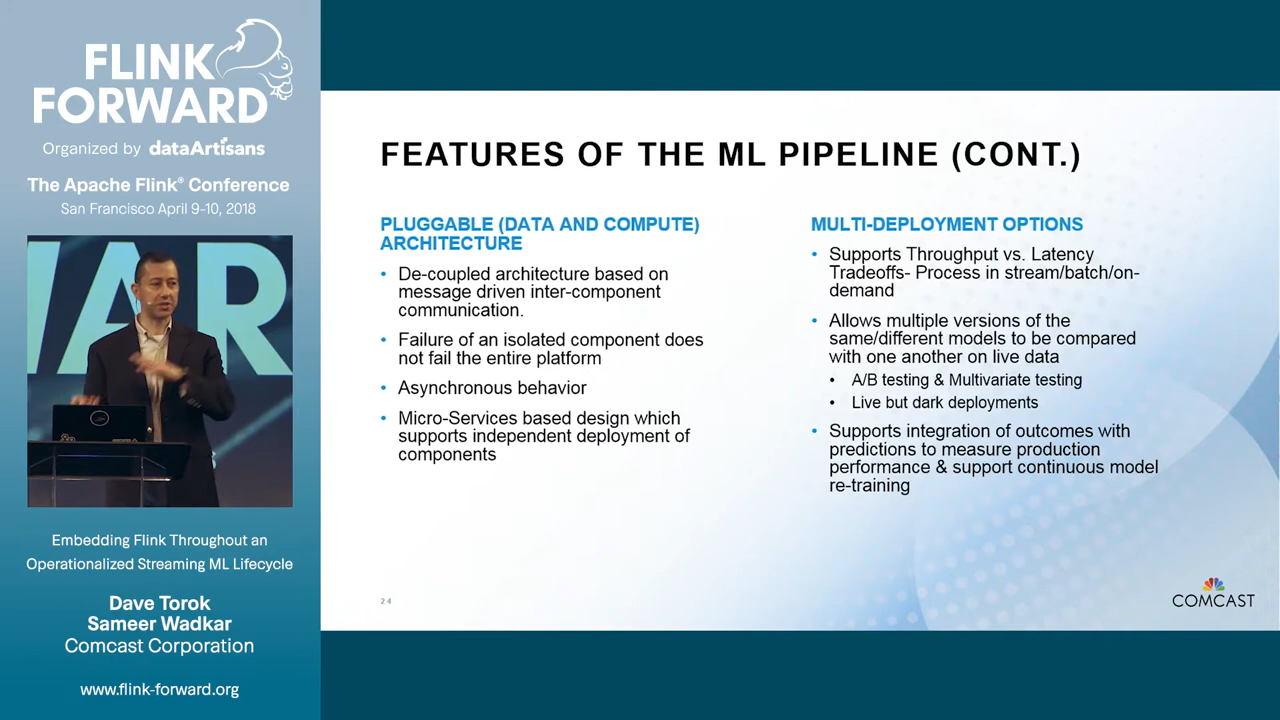 FLINK
FORWARD
Organized by dataArtisans
The Apache Flink® Conference
San Francisco April 9-10, 2018
WAR
Embedding Flink Throughout an
Operationalized Streaming ML Lifecycle
Dave Torok
Sameer Wadkar
Comcast Corporation
www.flink-forward.org
FEATURES OF THE ML PIPELINE (CONT.)
PLUGGABLE (DATA AND COMPUTE)
ARCHITECTURE
• De-coupled architecture based on
message driven inter-component
communication.
• Failure of an isolated component does
not fail the entire platform
• Asynchronous behavior
• Micro-Services based design which
supports independent deployment of
components
MULTI-DEPLOYMENT OPTIONS
• Supports Throughput vs. Latency
Tradeoffs- Process in stream/batch/on-
demand
• Allows multiple versions of the
same/different models to be compared
with one another on live data
• A/B testing & Multivariate testing
• Live but dark deployments
• Supports integration of outcomes with
predictions to measure production
performance & support continuous model
re-training
24
COMCAST